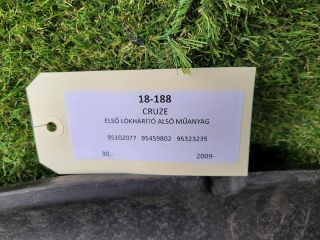 18-188
CRUZE
ELSŐ LÖKHÁRÍTÓ ALSÓ MŰANYAG
95102077 95459802 95323235
30,- 2009-